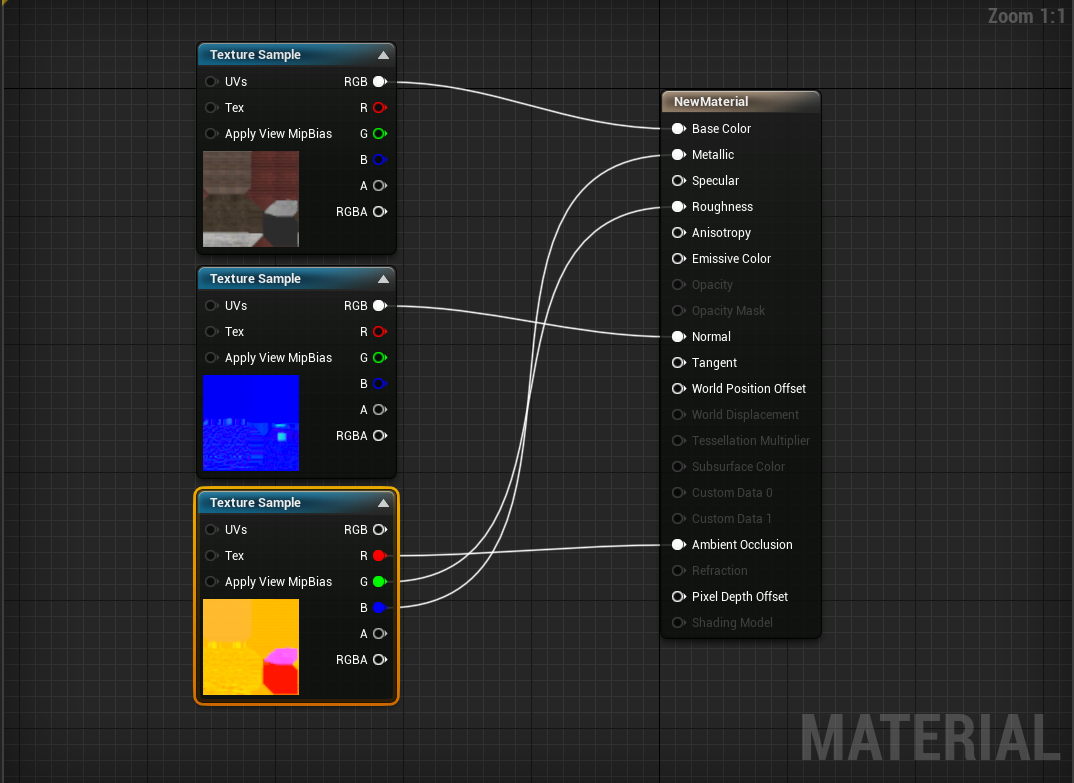 Zoom 1:1
Texture Sample
UVs RGB
Tex R
Apply View MipBias G
B
A
RGBA
Texture Sample
UVs RGB
Tex R
Apply View MipBias G
B
A
RGBA
Texture Sample
UVs RGB
Tex R
Apply View MipBias G
B
A
RGBA
NewMaterial
Base Color
Metallic
Specular
Roughness
Anisotropy
Emissive Color
Opacity
Opacity Mask
Normal
Tangent
World Position Offset
World Displacement
Tessellation Multiplier
Subsurface Color
Custom Data 0
Custom Data 1
Ambient Occlusion
Refraction
Pixel Depth Offset
Shading Model
MATERIAL